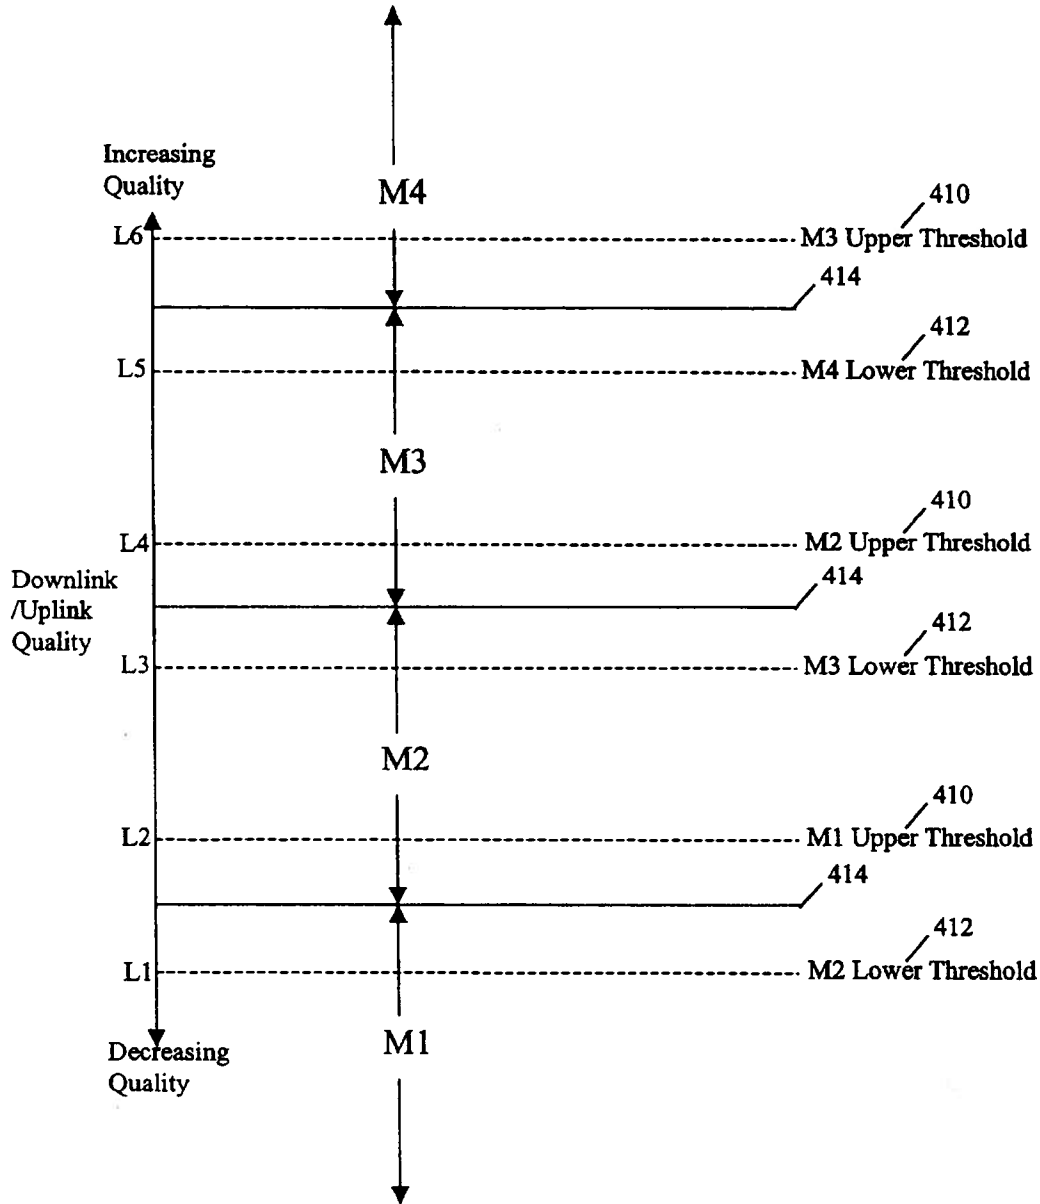 Increasing
Quality
M4
410
L6
M3 Upper Threshold
414
412
L5
M4 Lower Threshold
M3
410
L4
M2 Upper Threshold
414
Downlink
/Uplink
Quality
412
L3
M3 Lower Threshold
M2
410
L2
M1 Upper Threshold
414
412
L1
M2 Lower Threshold
M1
Decreasing
Quality